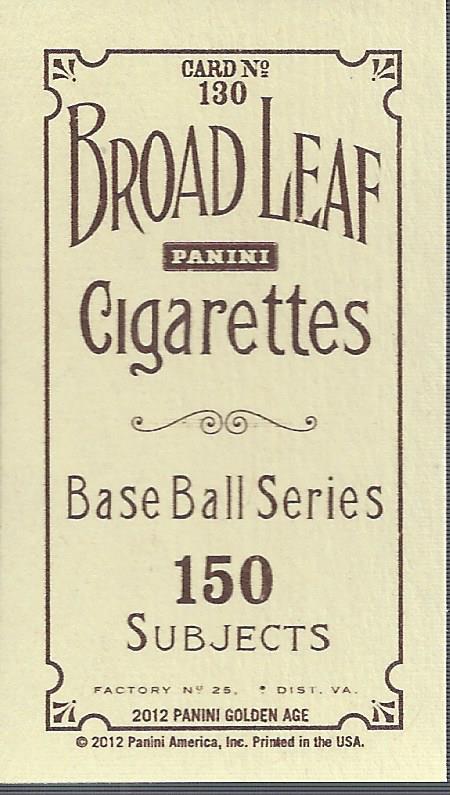 CARD Nº
130
BROAD LEAF
PANINI
Cigarettes
Base Ball Series
150
SUBJECTS
FACTORY Nº 25, • DIST. VA.
2012 PANINI GOLDEN AGE
© 2012 Panini America, Inc. Printed in the USA.